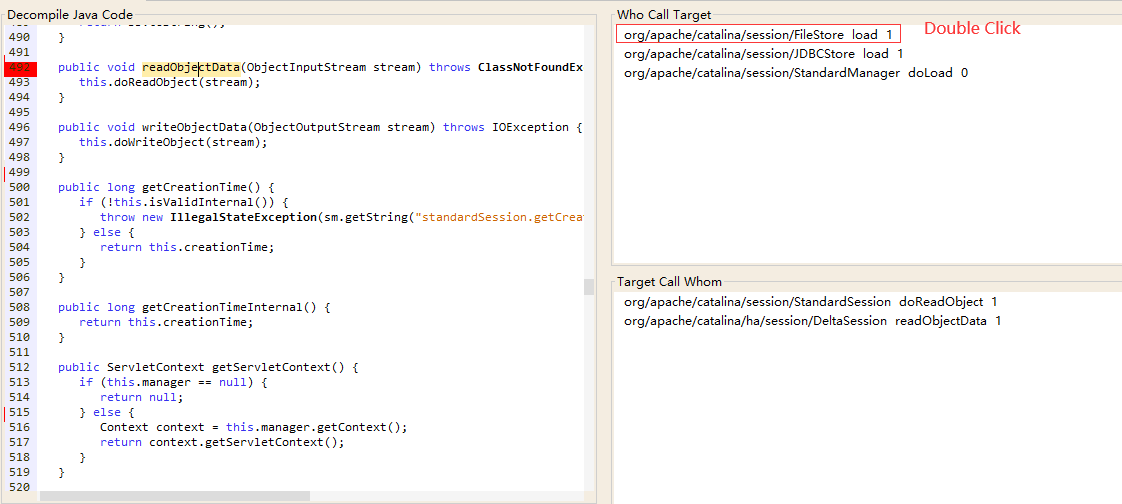 Decompile Java Code
490 }
491
492 public void readObjectData(ObjectInputStream stream) throws ClassNotFoundEx
493 this.doReadObject(stream);
494 }
495
496 public void writeObjectData(ObjectOutputStream stream) throws IOException {
497 this.doWriteObject(stream);
498 }
499
500 public long getCreationTime() {
501 if (!this.isValidInternal()) {
502 throw new IllegalStateException(sm.getString("standardSession.getCrea
503 } else {
504 return this.creationTime;
505 }
506 }
507
508 public long getCreationTimeInternal() {
509 return this.creationTime;
510 }
511
512 public ServletContext getServletContext() {
513 if (this.manager == null) {
514 return null;
515 } else {
516 Context context = this.manager.getContext();
517 return context.getServletContext();
518 }
519 }
520
Who Call Target
org/apache/catalina/session/FileStore load 1
Double Click
org/apache/catalina/session/JDBCStore load 1
org/apache/catalina/session/StandardManager doLoad 0
Target Call Whom
org/apache/catalina/session/StandardSession doReadObject 1
org/apache/catalina/ha/session/DeltaSession readObjectData 1